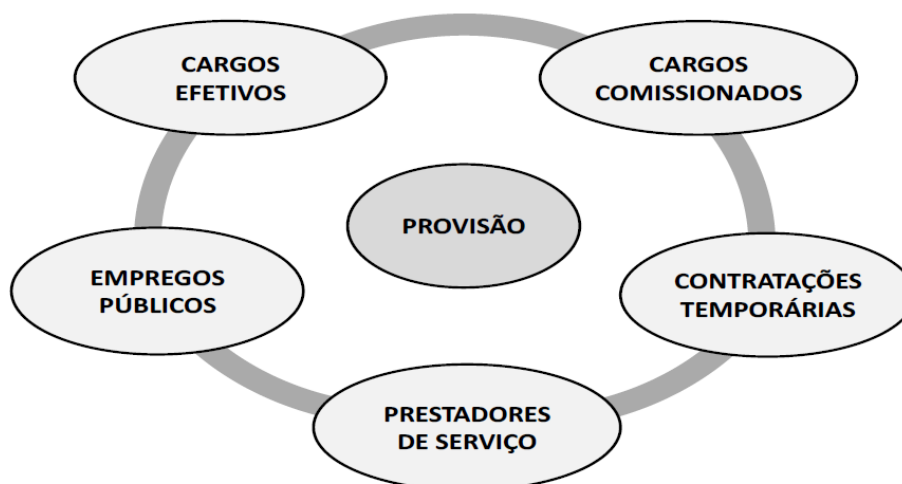 CARGOS
EFETIVOS
CARGOS
COMISSIONADOS
PROVISÃO
EMPREGOS
PÚBLICOS
CONTRATAÇÕES
TEMPORÁRIAS
PRESTADORES
DE SERVIÇO